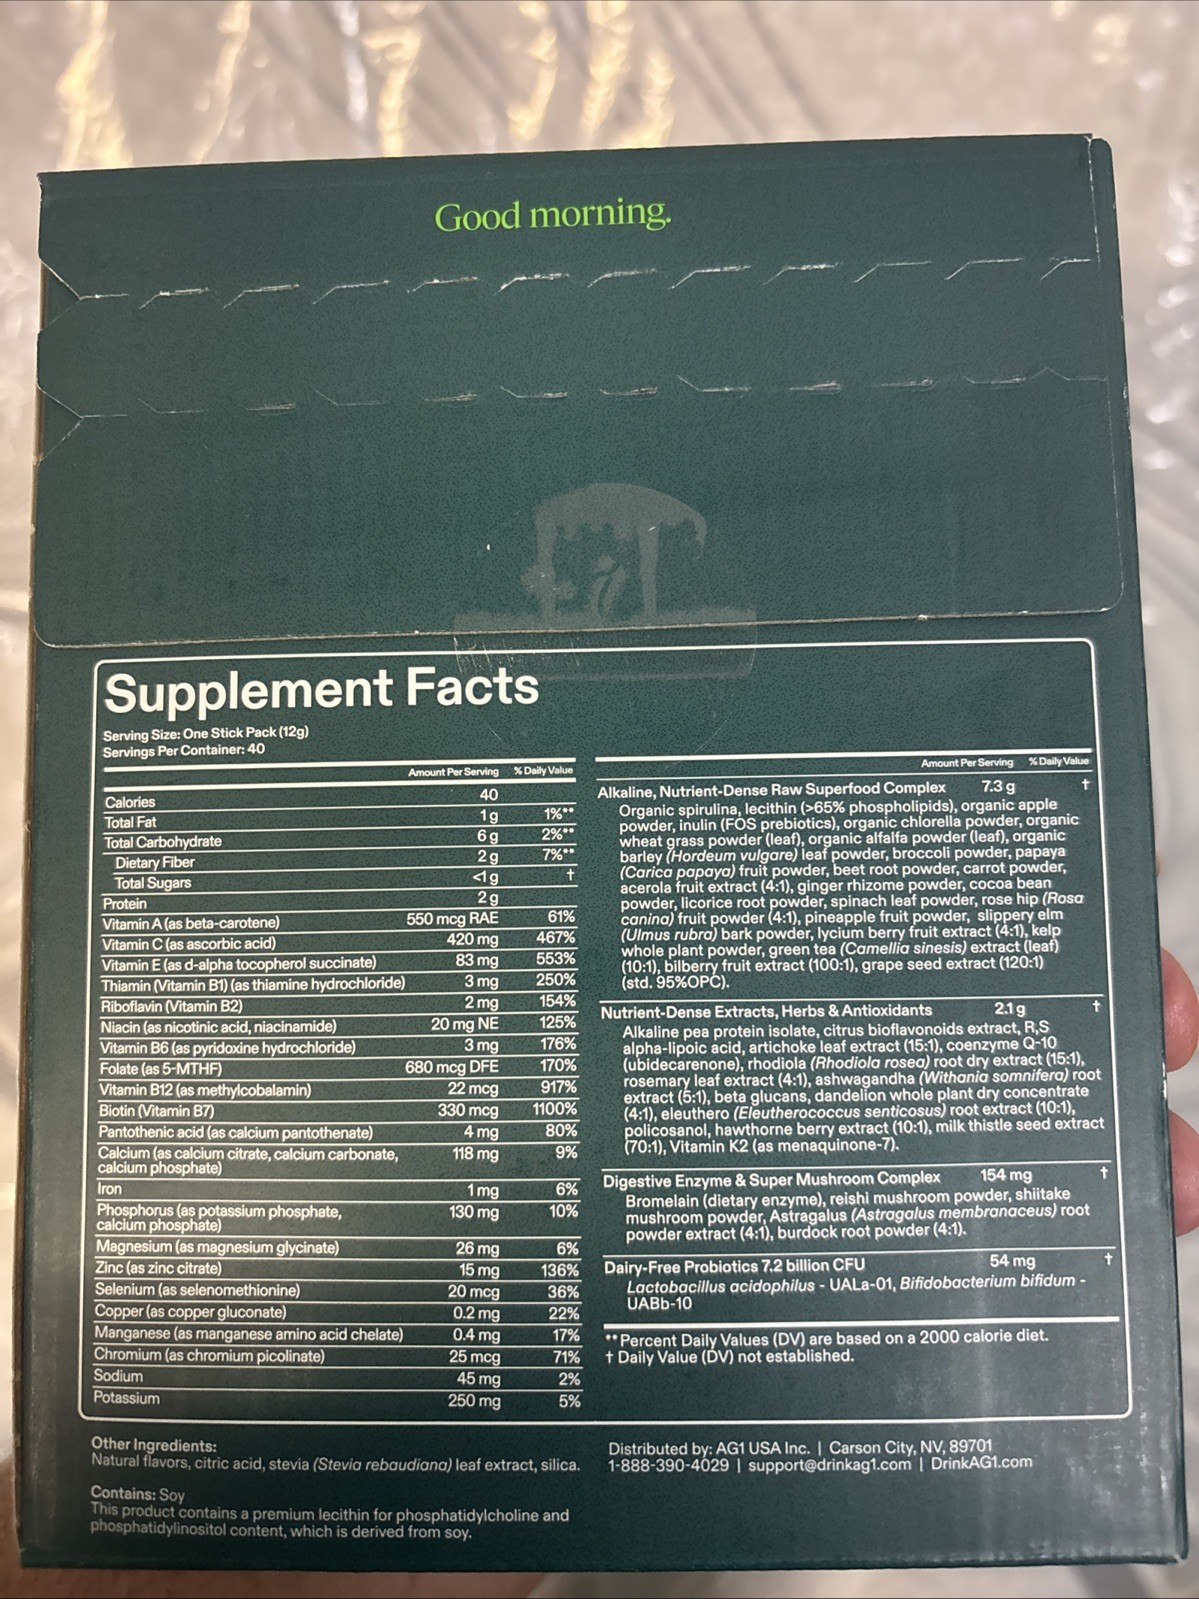 Good morning.
Supplement Facts
Serving Size: One Stick Pack (12g)
Servings Per Container: 40
Amount Per Serving % Daily Value
Calories 40
Total Fat 1 g 1%**
Total Carbohydrate 6 g 2%**
Dietary Fiber 2 g 7%**
Total Sugars <1 g †
Protein 2 g
Vitamin A (as beta-carotene) 550 mcg RAE 61%
Vitamin C (as ascorbic acid) 420 mg 467%
Vitamin E (as d-alpha tocopherol succinate) 83 mg 553%
Thiamin (Vitamin B1) (as thiamine hydrochloride) 3 mg 250%
Riboflavin (Vitamin B2) 2 mg 154%
Niacin (as nicotinic acid, niacinamide) 20 mg NE 125%
Vitamin B6 (as pyridoxine hydrochloride) 3 mg 176%
Folate (as 5-MTHF) 680 mcg DFE 170%
Vitamin B12 (as methylcobalamin) 22 mcg 917%
Biotin (Vitamin B7) 330 mcg 1100%
Pantothenic acid (as calcium pantothenate) 4 mg 80%
Calcium (as calcium citrate, calcium carbonate, 118 mg 9%
calcium phosphate)
Iron 1 mg 6%
Phosphorus (as potassium phosphate, 130 mg 10%
calcium phosphate)
Magnesium (as magnesium glycinate) 26 mg 6%
Zinc (as zinc citrate) 15 mg 136%
Selenium (as selenomethionine) 20 mcg 36%
Copper (as copper gluconate) 0.2 mg 22%
Manganese (as manganese amino acid chelate) 0.4 mg 17%
Chromium (as chromium picolinate) 25 mcg 71%
Sodium 45 mg 2%
Potassium 250 mg 5%
Amount Per Serving % Daily Value
Alkaline, Nutrient-Dense Raw Superfood Complex 7.3 g †
Organic spirulina, lecithin (>65% phospholipids), organic apple
powder, inulin (FOS prebiotics), organic chlorella powder, organic
wheat grass powder (leaf), organic alfalfa powder (leaf), organic
barley (Hordeum vulgare) leaf powder, broccoli powder, papaya
(Carica papaya) fruit powder, beet root powder, carrot powder,
acerola fruit extract (4:1), ginger rhizome powder, cocoa bean
powder, licorice root powder, spinach leaf powder, rose hip (Rosa
canina) fruit powder (4:1), pineapple fruit powder, slippery elm
(Ulmus rubra) bark powder, lycium berry fruit extract (4:1), kelp
whole plant powder, green tea (Camellia sinesis) extract (leaf)
(10:1), bilberry fruit extract (100:1), grape seed extract (120:1)
(std. 95%OPC).
Nutrient-Dense Extracts, Herbs & Antioxidants 2.1 g †
Alkaline pea protein isolate, citrus bioflavonoids extract, R,S
alpha-lipoic acid, artichoke leaf extract (15:1), coenzyme Q-10
(ubidecarenone), rhodiola (Rhodiola rosea) root dry extract (15:1),
rosemary leaf extract (4:1), ashwagandha (Withania somnifera) root
extract (5:1), beta glucans, dandelion whole plant dry concentrate
(4:1), eleuthero (Eleutherococcus senticosus) root extract (10:1),
policosanol, hawthorne berry extract (10:1), milk thistle seed extract
(70:1), Vitamin K2 (as menaquinone-7).
Digestive Enzyme & Super Mushroom Complex 154 mg †
Bromelain (dietary enzyme), reishi mushroom powder, shiitake
mushroom powder, Astragalus (Astragalus membranaceus) root
powder extract (4:1), burdock root powder (4:1).
Dairy-Free Probiotics 7.2 billion CFU 54 mg †
Lactobacillus acidophilus - UALa-01, Bifidobacterium bifidum -
UABb-10
**Percent Daily Values (DV) are based on a 2000 calorie diet.
† Daily Value (DV) not established.
Other Ingredients:
Natural flavors, citric acid, stevia (Stevia rebaudiana) leaf extract, silica.
Contains: Soy
This product contains a premium lecithin for phosphatidylcholine and
phosphatidylinositol content, which is derived from soy.
Distributed by: AG1 USA Inc. | Carson City, NV, 89701
1-888-390-4029 | support@drinkag1.com | DrinkAG1.com